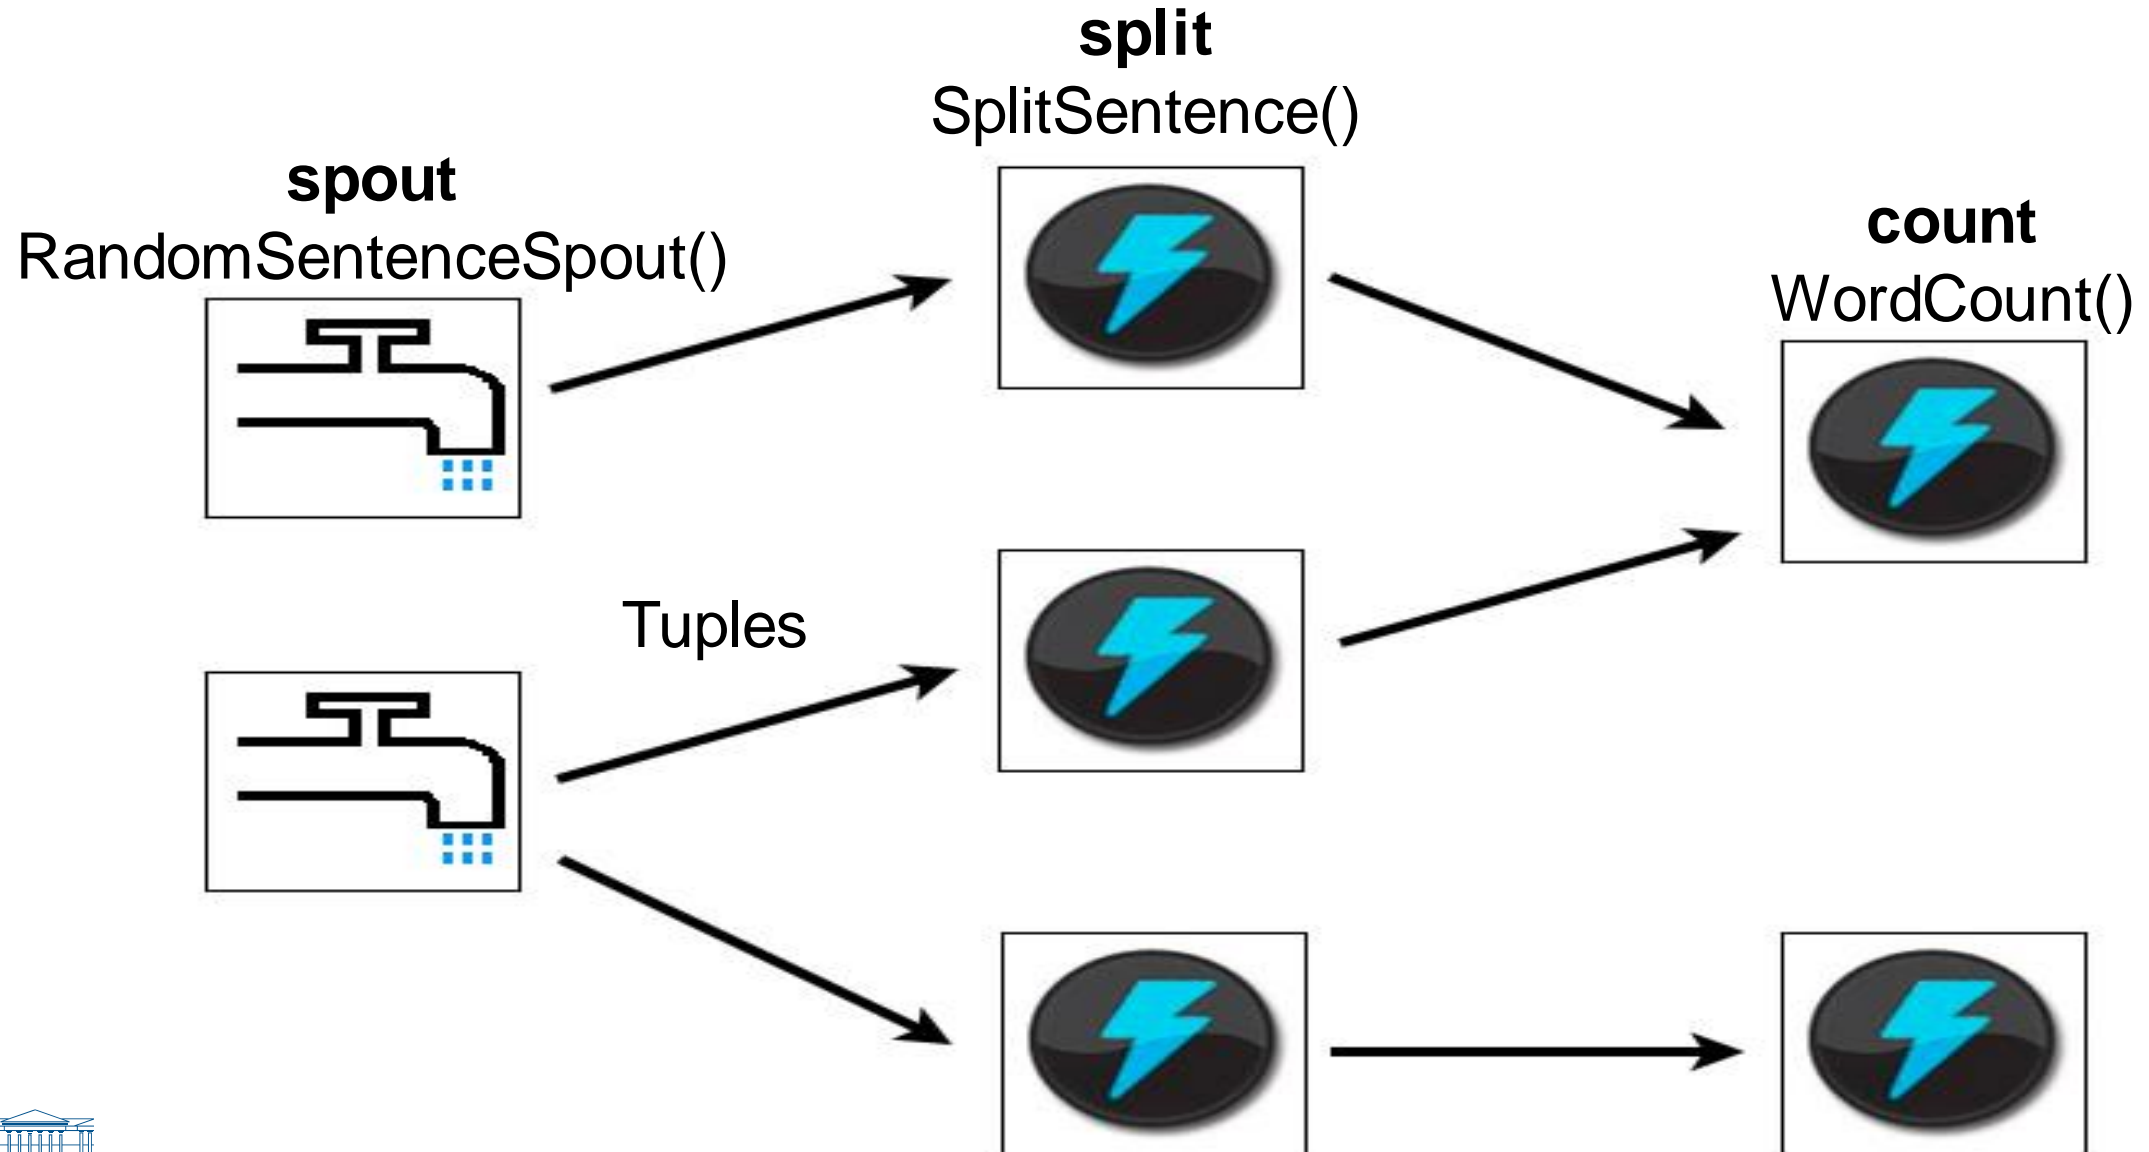 split
SplitSentence()
spout
RandomSentenceSpout()
count
WordCount()
Tuples